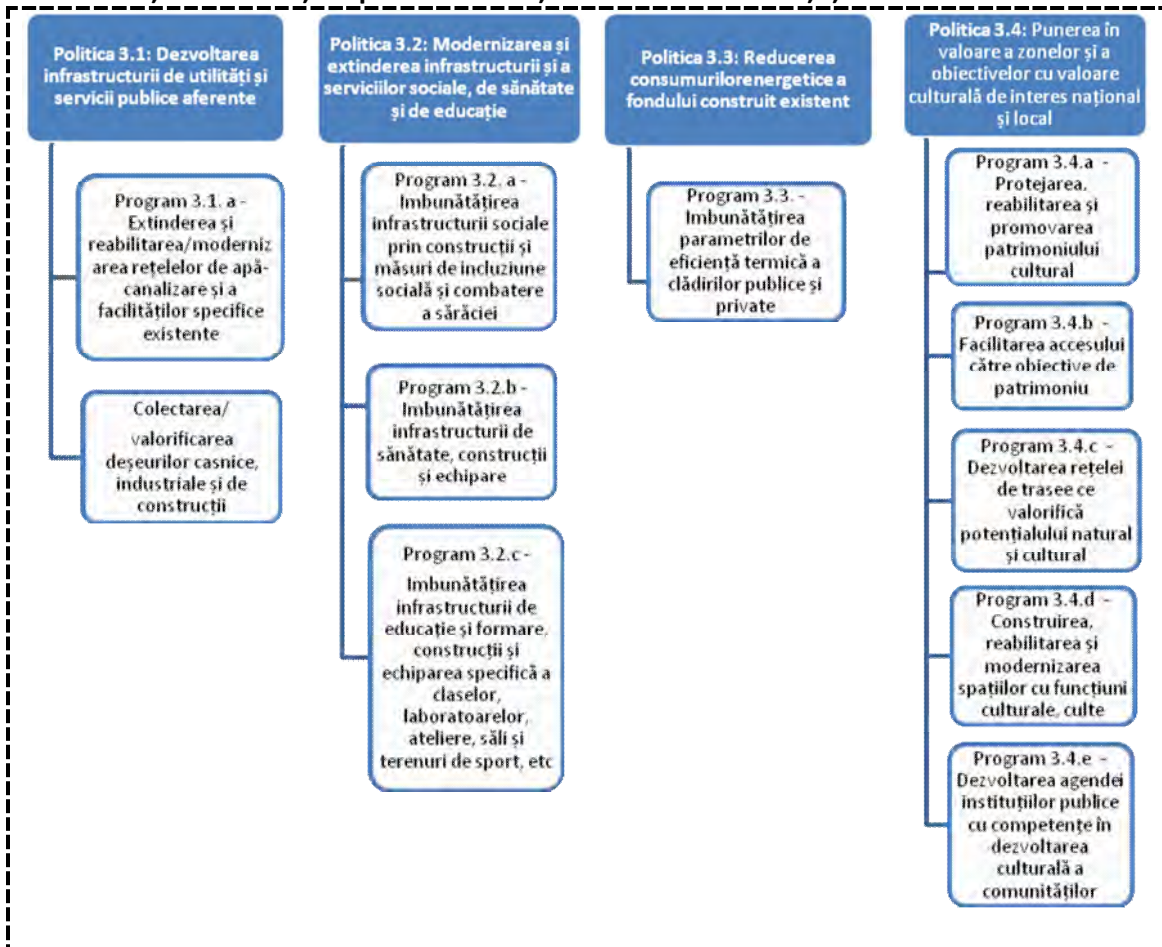 Politica 3.1: Dezvoltarea
infrastructurii de utilități și
servicii publice aferente
Program 3.1. a -
Extinderea și
reabilitarea/moderniz
area rețelelor de apă-
canalizare și a
facilităților specifice
existente
Colectarea/
valorificarea
deșeurilor casnice,
industriale și de
construcții
Politica 3.2: Modernizarea și
extinderea infrastructurii și a
serviciilor sociale, de sănătate
și de educație
Program 3.2. a -
Imbunătățirea
infrastructurii sociale
prin construcții și
măsuri de incluziune
socială și combatere
a sărăciei
Program 3.2.b -
Imbunătățirea
infrastructurii de
sănătate, construcții
și echipare
Program 3.2.c -
Imbunătățirea
infrastructurii de
educație și formare,
construcții și
echiparea specifică a
claselor,
laboratoarelor,
ateliere, săli și
terenuri de sport, etc
Politica 3.3: Reducerea
consumurilorenergetice a
fondului construit existent
Program 3.3. -
Imbunătățirea
parametrilor de
eficiență termică a
clădirilor publice și
private
Politica 3.4: Punerea în
valoare a zonelor și a
obiectivelor cu valoare
culturală de interes național
și local
Program 3.4.a -
Protejarea,
reabilitarea și
promovarea
patrimoniului
cultural
Program 3.4.b -
Facilitarea accesului
către obiective de
patrimoniu
Program 3.4.c -
Dezvoltarea rețelei
de trasee ce
valorifică
potențialului natural
și cultural
Program 3.4.d -
Construirea,
reabilitarea și
modernizarea
spațiilor cu funcțiuni
culturale, culte
Program 3.4.e -
Dezvoltarea agendei
instituțiilor publice
cu competențe în
dezvoltarea
culturală a
comunităților